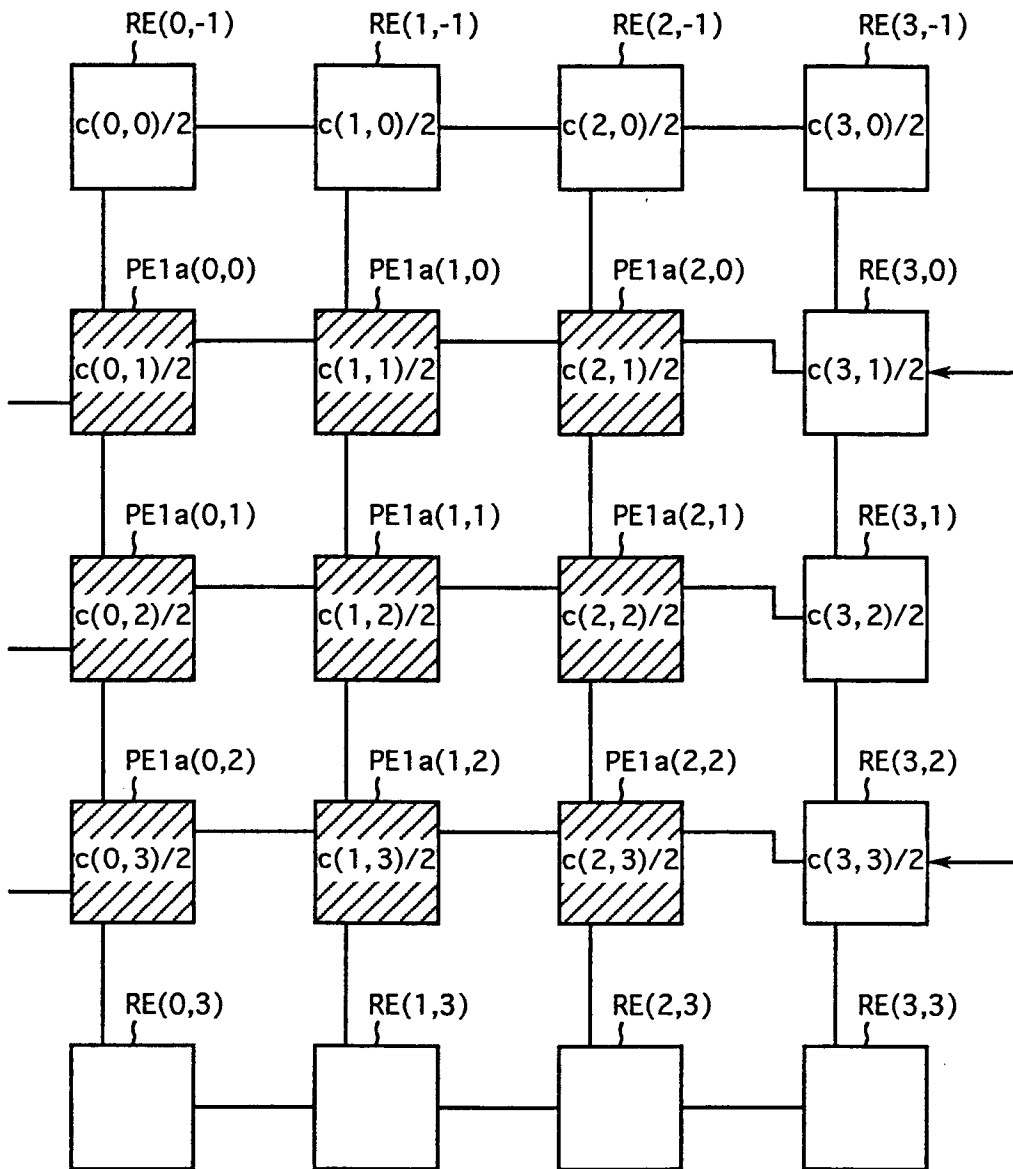 RE(0,-1) RE(1,-1) RE(2,-1) RE(3,-1)
c(0,0)/2 c(1,0)/2 c(2,0)/2 c(3,0)/2
PE1a(0,0) PE1a(1,0) PE1a(2,0) RE(3,0)
c(0,1)/2 c(1,1)/2 c(2,1)/2 c(3,1)/2
PE1a(0,1) PE1a(1,1) PE1a(2,1) RE(3,1)
c(0,2)/2 c(1,2)/2 c(2,2)/2 c(3,2)/2
PE1a(0,2) PE1a(1,2) PE1a(2,2) RE(3,2)
c(0,3)/2 c(1,3)/2 c(2,3)/2 c(3,3)/2
RE(0,3) RE(1,3) RE(2,3) RE(3,3)